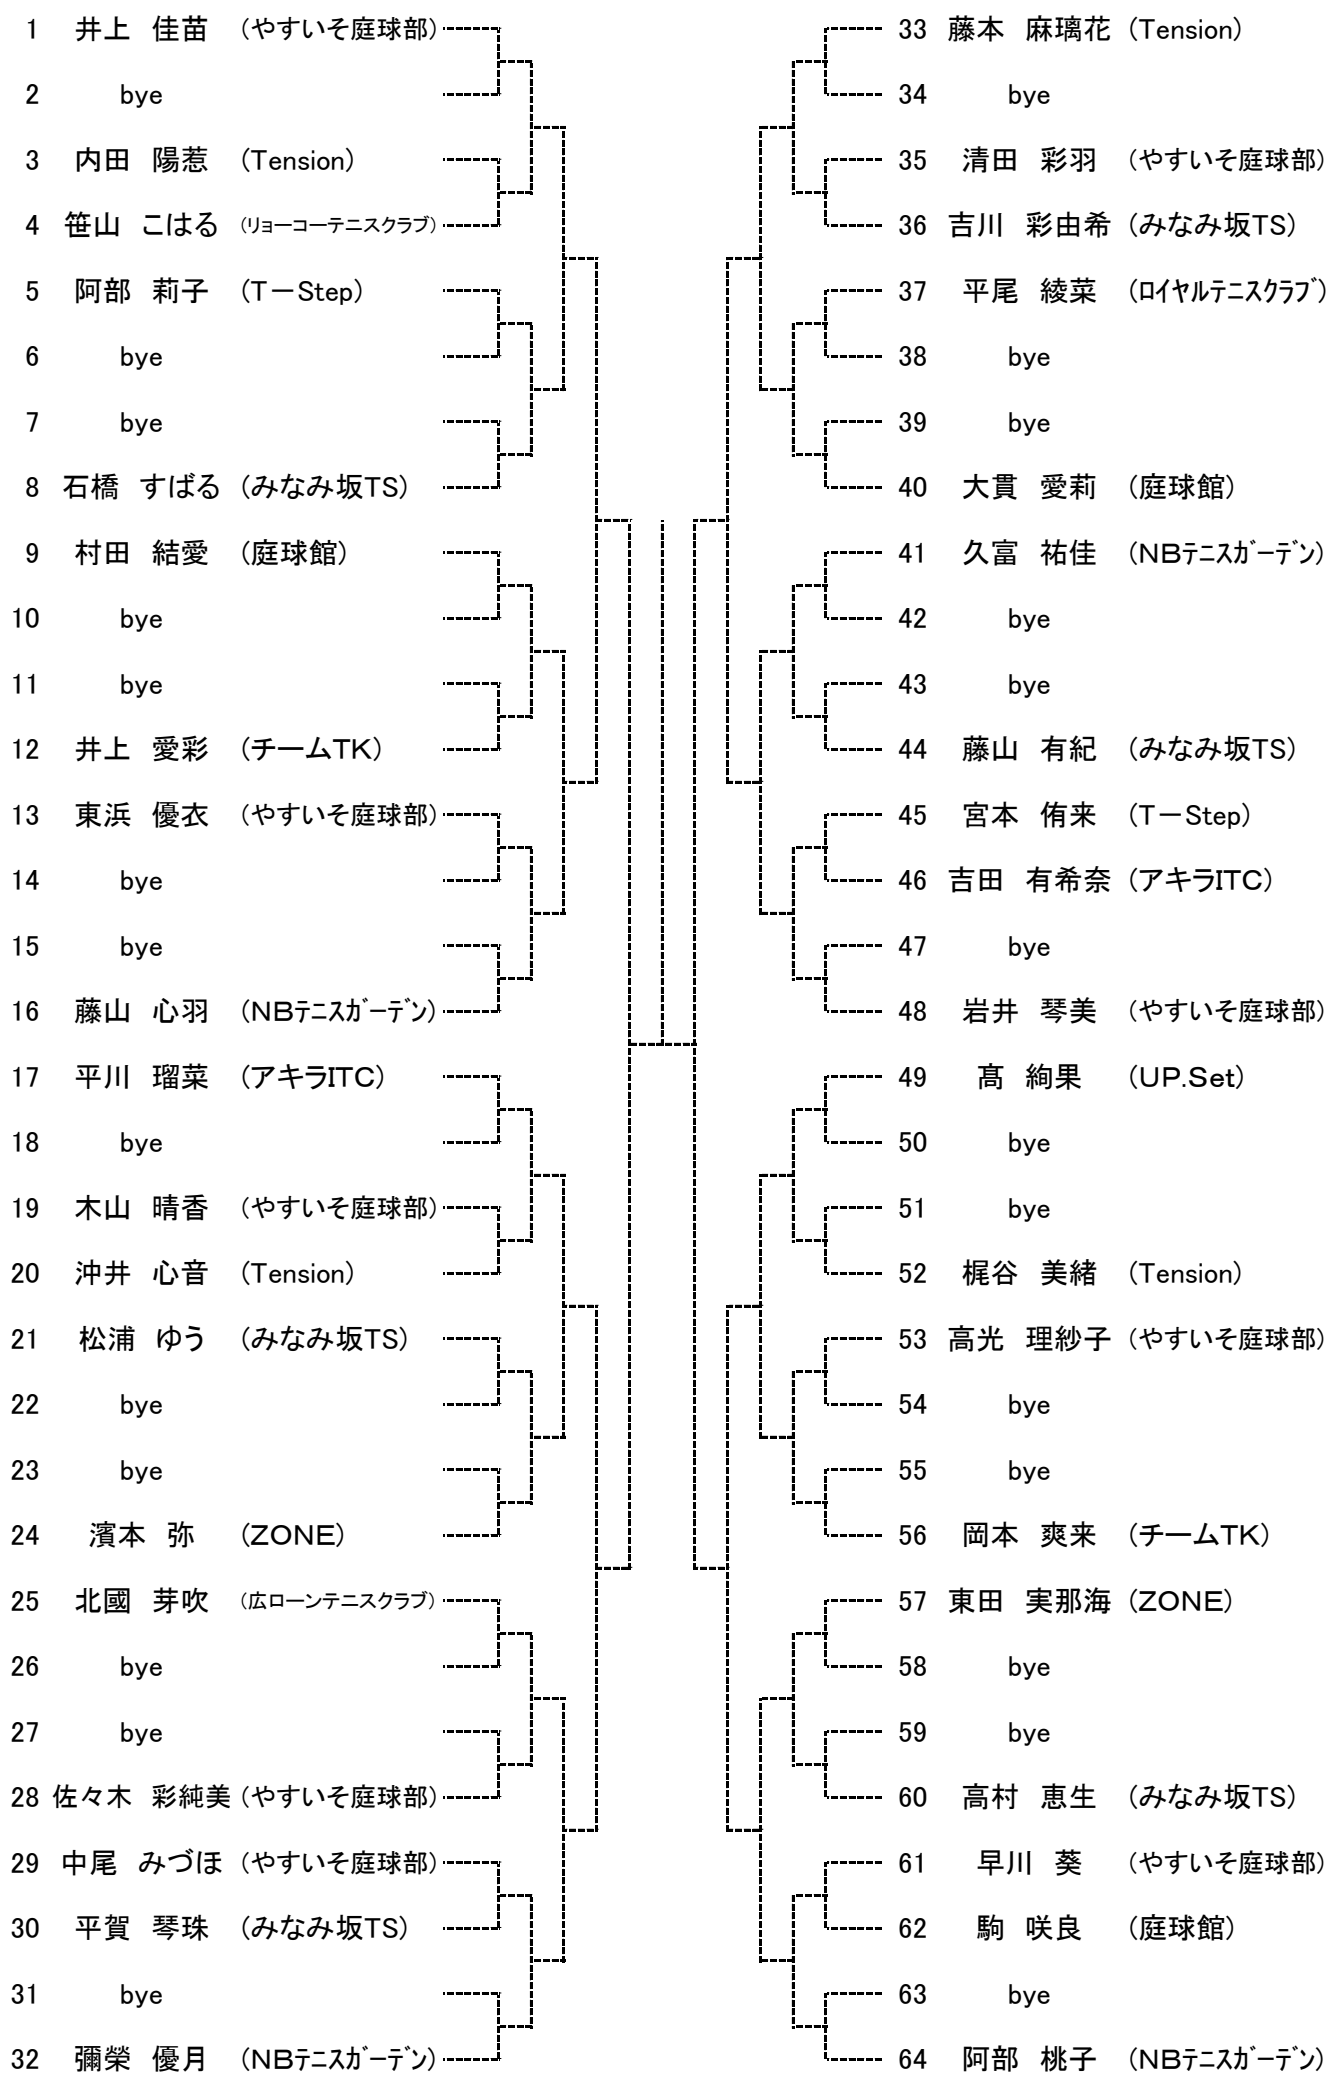 1 井上 佳苗 (やすいそ庭球部)
2 bye
3 内田 陽惹 (Tension)
4 笹山 こはる (リョーコーテニスクラブ)
5 阿部 莉子 (T－Step)
6 bye
7 bye
8 石橋 すばる (みなみ坂TS)
9 村田 結愛 (庭球館)
10 bye
11 bye
12 井上 愛彩 (チームTK)
13 東浜 優衣 (やすいそ庭球部)
14 bye
15 bye
16 藤山 心羽 (NBﾃﾆｽｶﾞｰﾃﾞﾝ)
17 平川 瑠菜 (アキラITC)
18 bye
19 木山 晴香 (やすいそ庭球部)
20 沖井 心音 (Tension)
21 松浦 ゆう (みなみ坂TS)
22 bye
23 bye
24 濱本 弥 (ZONE)
25 北國 芽吹 (広ローンテニスクラブ)
26 bye
27 bye
28 佐々木 彩純美 (やすいそ庭球部)
29 中尾 みづほ (やすいそ庭球部)
30 平賀 琴珠 (みなみ坂TS)
31 bye
32 彌榮 優月 (NBﾃﾆｽｶﾞｰﾃﾞﾝ)
33 藤本 麻璃花 (Tension)
34 bye
35 清田 彩羽 (やすいそ庭球部)
36 吉川 彩由希 (みなみ坂TS)
37 平尾 綾菜 (ﾛｲﾔﾙﾃﾆｽｸﾗﾌﾞ)
38 bye
39 bye
40 大貫 愛莉 (庭球館)
41 久富 祐佳 (NBﾃﾆｽｶﾞｰﾃﾞﾝ)
42 bye
43 bye
44 藤山 有紀 (みなみ坂TS)
45 宮本 侑来 (T－Step)
46 吉田 有希奈 (アキラITC)
47 bye
48 岩井 琴美 (やすいそ庭球部)
49 髙 絢果 (UP.Set)
50 bye
51 bye
52 梶谷 美緒 (Tension)
53 高光 理紗子 (やすいそ庭球部)
54 bye
55 bye
56 岡本 爽来 (チームTK)
57 東田 実那海 (ZONE)
58 bye
59 bye
60 高村 恵生 (みなみ坂TS)
61 早川 葵 (やすいそ庭球部)
62 駒 咲良 (庭球館)
63 bye
64 阿部 桃子 (NBﾃﾆｽｶﾞｰﾃﾞﾝ)